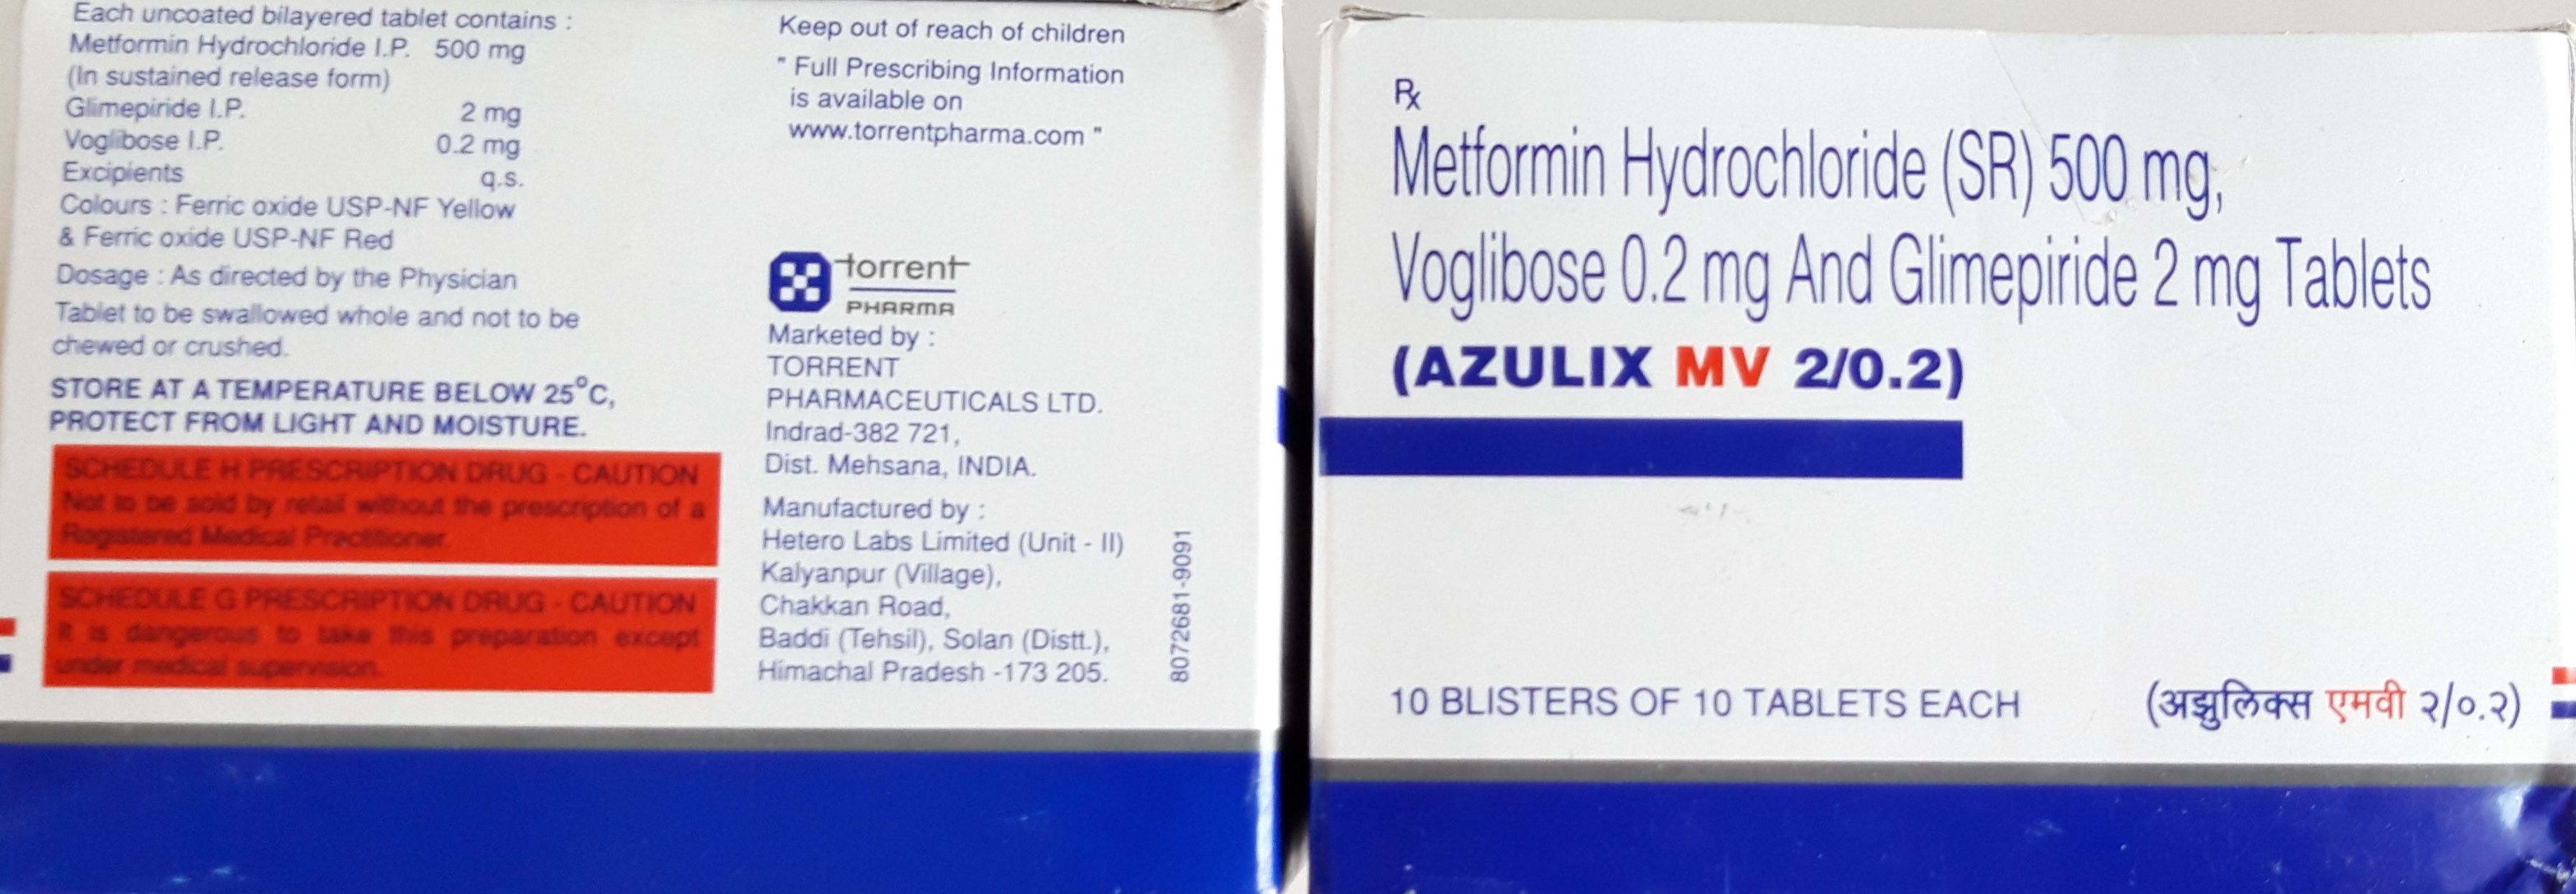 Each uncoated bilayered tablet contains :
Metformin Hydrochloride I.P. 500 mg
(In sustained release form)
Glimepiride I.P. 2 mg
Voglibose I.P. 0.2 mg
Excipients q.s.
Colours : Ferric oxide USP-NF Yellow
& Ferric oxide USP-NF Red
Dosage : As directed by the Physician
Tablet to be swallowed whole and not to be
chewed or crushed.
STORE AT A TEMPERATURE BELOW 25°C,
PROTECT FROM LIGHT AND MOISTURE.
SCHEDULE H PRESCRIPTION DRUG - CAUTION
Not to be sold by retail without the prescription of a
Registered Medical Practitioner.
SCHEDULE G PRESCRIPTION DRUG - CAUTION
It is dangerous to take this preparation except
under medical supervision.
Keep out of reach of children
" Full Prescribing Information
is available on
www.torrentpharma.com "
torrent
PHARMA
Marketed by :
TORRENT
PHARMACEUTICALS LTD.
Indrad-382 721,
Dist. Mehsana, INDIA.
Manufactured by :
Hetero Labs Limited (Unit - II)
Kalyanpur (Village),
Chakkan Road,
Baddi (Tehsil), Solan (Distt.),
Himachal Pradesh -173 205.
8072681-9091
Rx
Metformin Hydrochloride (SR) 500 mg,
Voglibose 0.2 mg And Glimepiride 2 mg Tablets
(AZULIX MV 2/0.2)
10 BLISTERS OF 10 TABLETS EACH
(अझुलिक्स एमवी २/०.२)